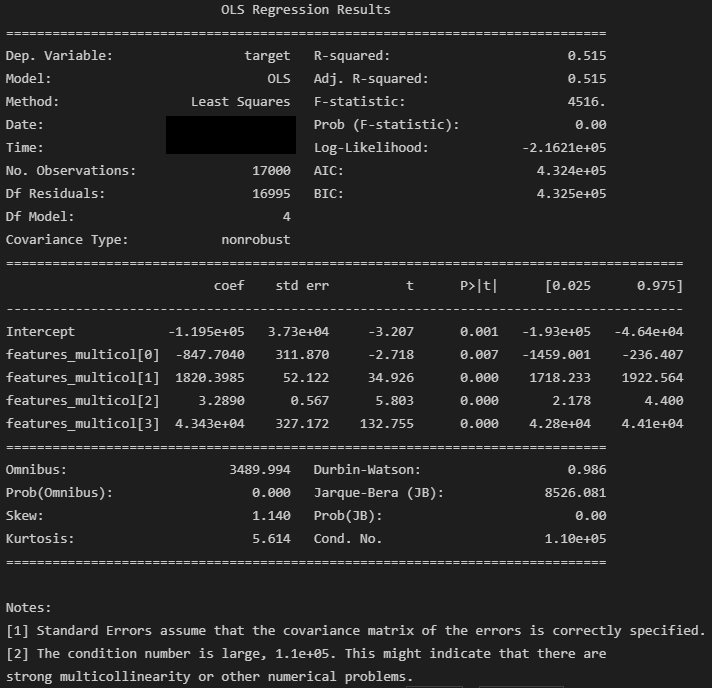 OLS Regression Results
==============================================================================
Dep. Variable: target R-squared: 0.515
Model: OLS Adj. R-squared: 0.515
Method: Least Squares F-statistic: 4516.
Date: Prob (F-statistic): 0.00
Time: Log-Likelihood: -2.1621e+05
No. Observations: 17000 AIC: 4.324e+05
Df Residuals: 16995 BIC: 4.325e+05
Df Model: 4
Covariance Type: nonrobust
========================================================================================
coef std err t P>|t| [0.025 0.975]
----------------------------------------------------------------------------------------
Intercept -1.195e+05 3.73e+04 -3.207 0.001 -1.93e+05 -4.64e+04
features_multicol[0] -847.7040 311.870 -2.718 0.007 -1459.001 -236.407
features_multicol[1] 1820.3985 52.122 34.926 0.000 1718.233 1922.564
features_multicol[2] 3.2890 0.567 5.803 0.000 2.178 4.400
features_multicol[3] 4.343e+04 327.172 132.755 0.000 4.28e+04 4.41e+04
==============================================================================
Omnibus: 3489.994 Durbin-Watson: 0.986
Prob(Omnibus): 0.000 Jarque-Bera (JB): 8526.081
Skew: 1.140 Prob(JB): 0.00
Kurtosis: 5.614 Cond. No. 1.10e+05
==============================================================================
Notes:
[1] Standard Errors assume that the covariance matrix of the errors is correctly specified.
[2] The condition number is large, 1.1e+05. This might indicate that there are
strong multicollinearity or other numerical problems.